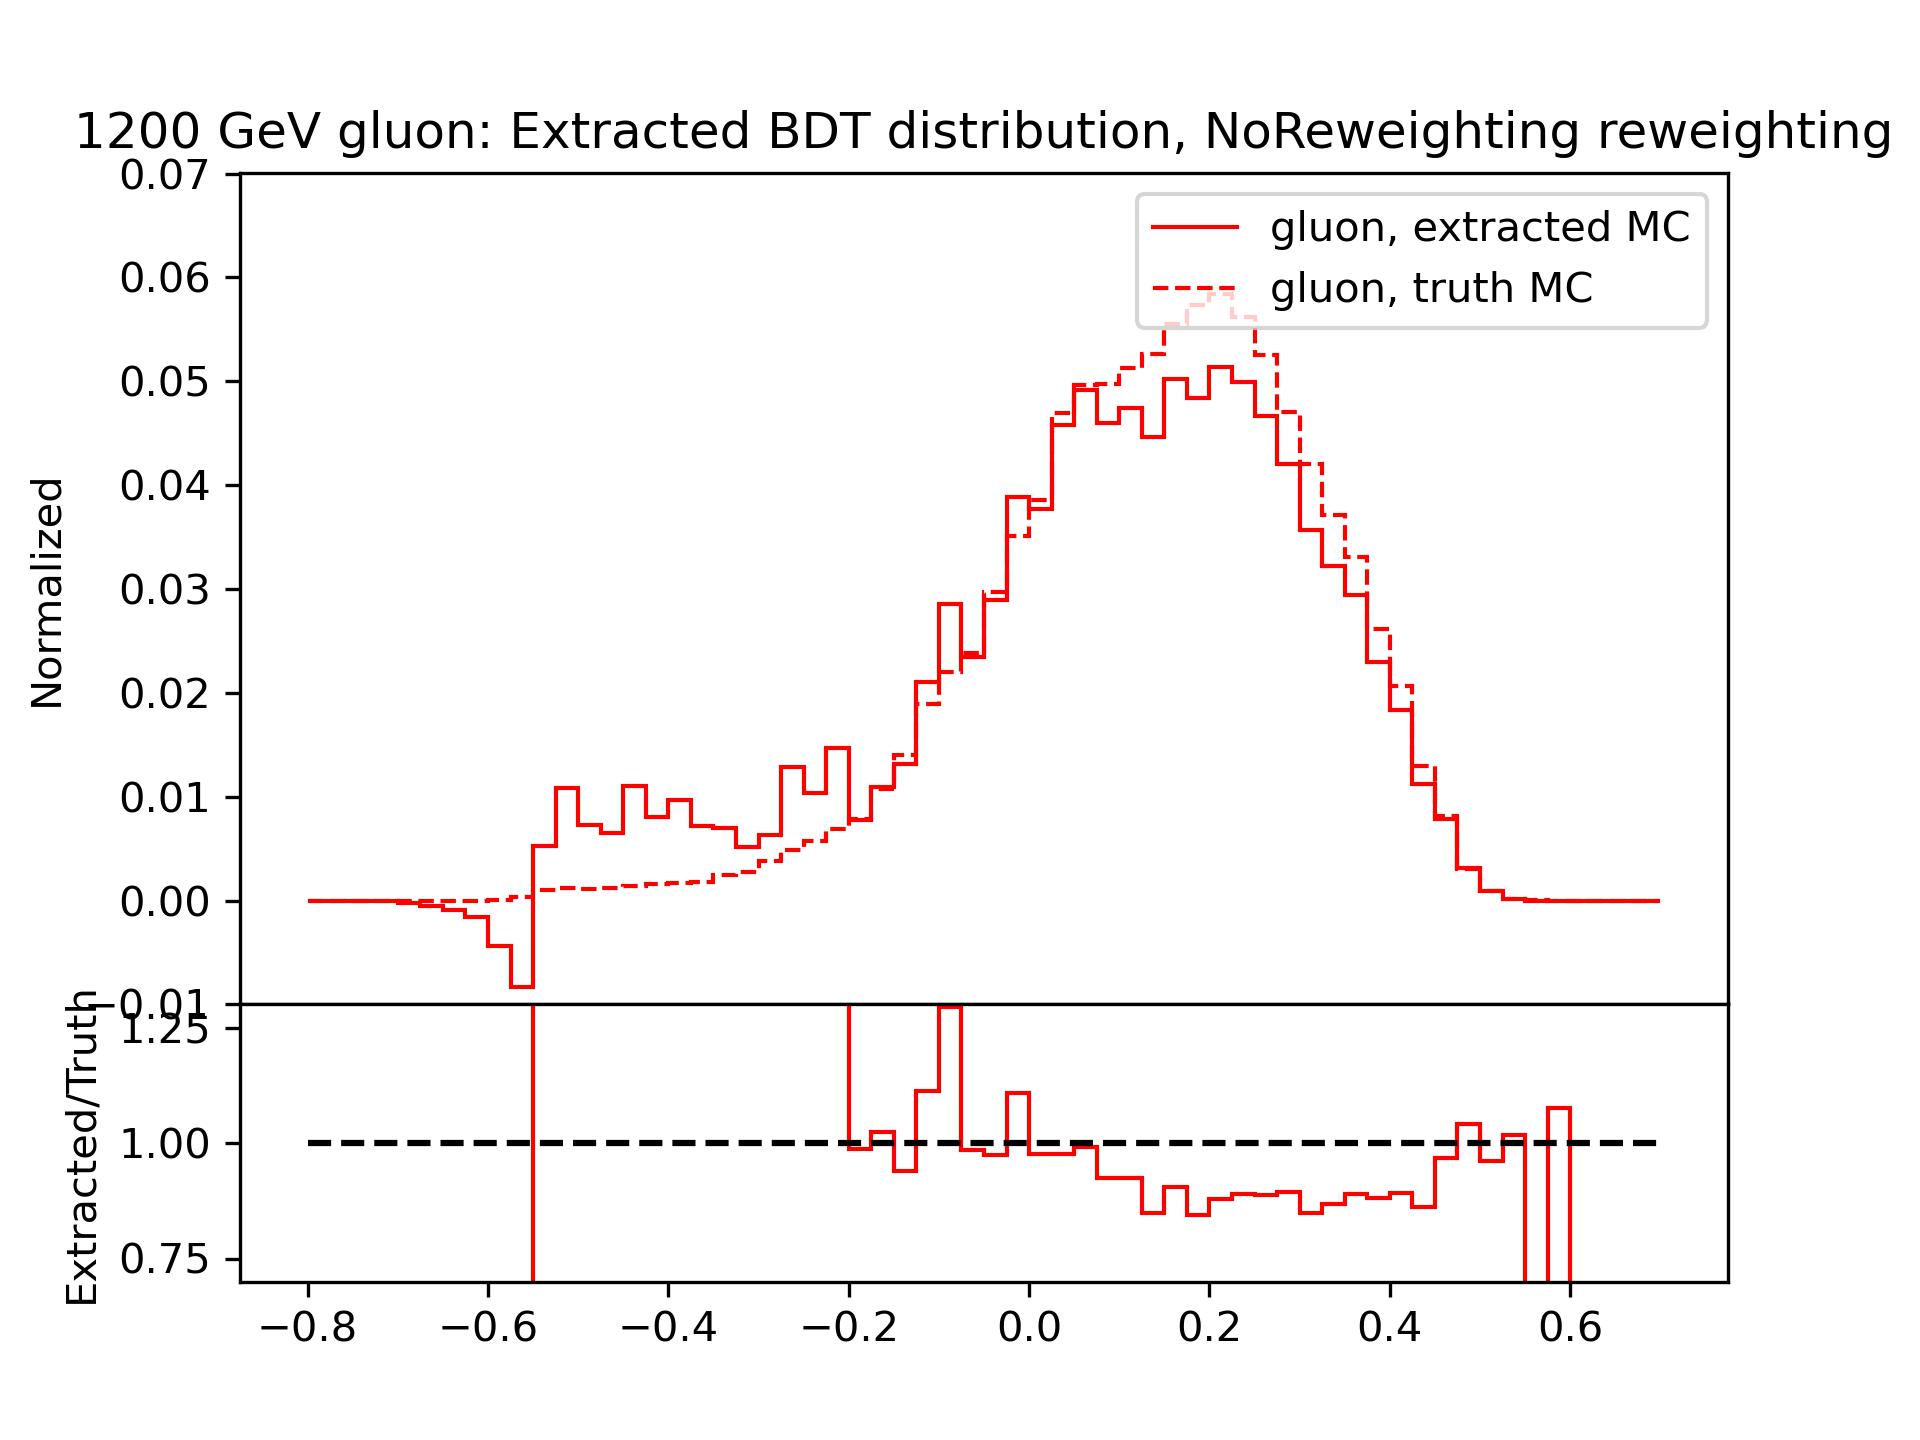 1200 GeV gluon: Extracted BDT distribution, NoReweighting reweighting
0.07
gluon, extracted MC
gluon, truth MC
0.06
0.05
0.04
0.03
0.02
0.01
0.00
−0.01
Normalized
1.25
1.00
0.75
Extracted/Truth
−0.8 −0.6 −0.4 −0.2 0.0 0.2 0.4 0.6